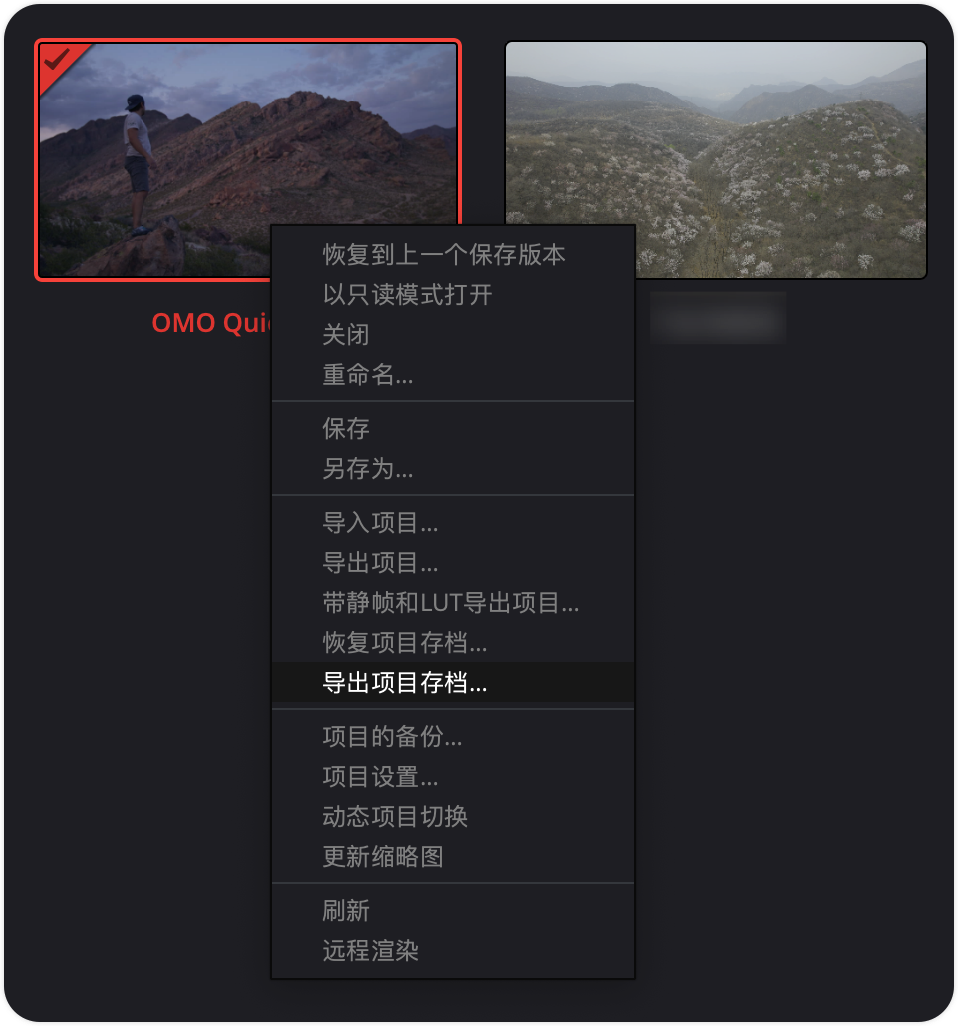 OMO
恢复到上一个保存版本
以只读模式打开
关闭
重命名...
保存
另存为...
导入项目...
导出项目...
带静帧和LUT导出项目...
恢复项目存档...
导出项目存档...
项目的备份...
项目设置...
动态项目切换
更新缩略图
刷新
远程渲染